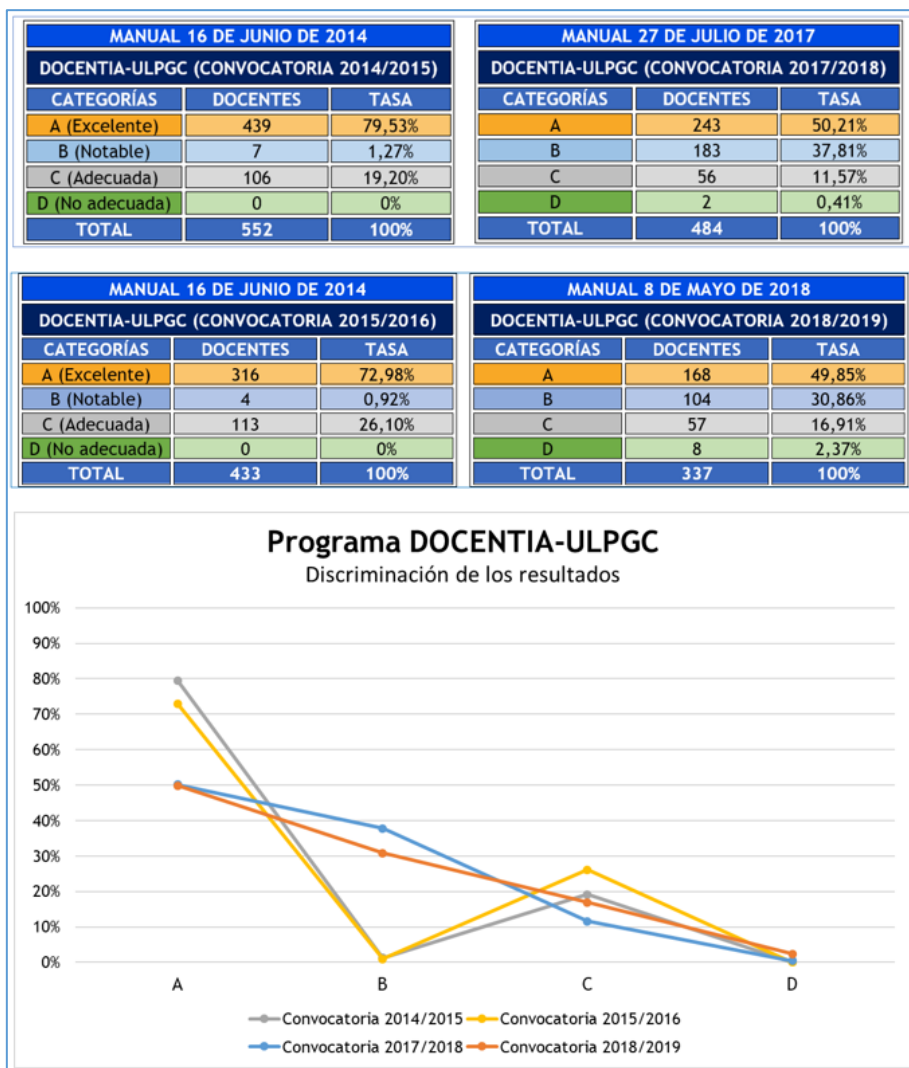 MANUAL 16 DE JUNIO DE 2014
DOCENTIA-ULPGC (CONVOCATORIA 2014/2015)
CATEGORÍAS DOCENTES TASA
A (Excelente) 439 79,53%
B (Notable) 7 1,27%
C (Adecuada) 106 19,20%
D (No adecuada) 0 0%
TOTAL 552 100%
MANUAL 27 DE JULIO DE 2017
DOCENTIA-ULPGC (CONVOCATORIA 2017/2018)
CATEGORÍAS DOCENTES TASA
A 243 50,21%
B 183 37,81%
C 56 11,57%
D 2 0,41%
TOTAL 484 100%
MANUAL 16 DE JUNIO DE 2014
DOCENTIA-ULPGC (CONVOCATORIA 2015/2016)
CATEGORÍAS DOCENTES TASA
A (Excelente) 316 72,98%
B (Notable) 4 0,92%
C (Adecuada) 113 26,10%
D (No adecuada) 0 0%
TOTAL 433 100%
MANUAL 8 DE MAYO DE 2018
DOCENTIA-ULPGC (CONVOCATORIA 2018/2019)
CATEGORÍAS DOCENTES TASA
A 168 49,85%
B 104 30,86%
C 57 16,91%
D 8 2,37%
TOTAL 337 100%
Programa DOCENTIA-ULPGC
Discriminación de los resultados
100%
90%
80%
70%
60%
50%
40%
30%
20%
10%
0%
A B C D
Convocatoria 2014/2015 Convocatoria 2015/2016
Convocatoria 2017/2018 Convocatoria 2018/2019